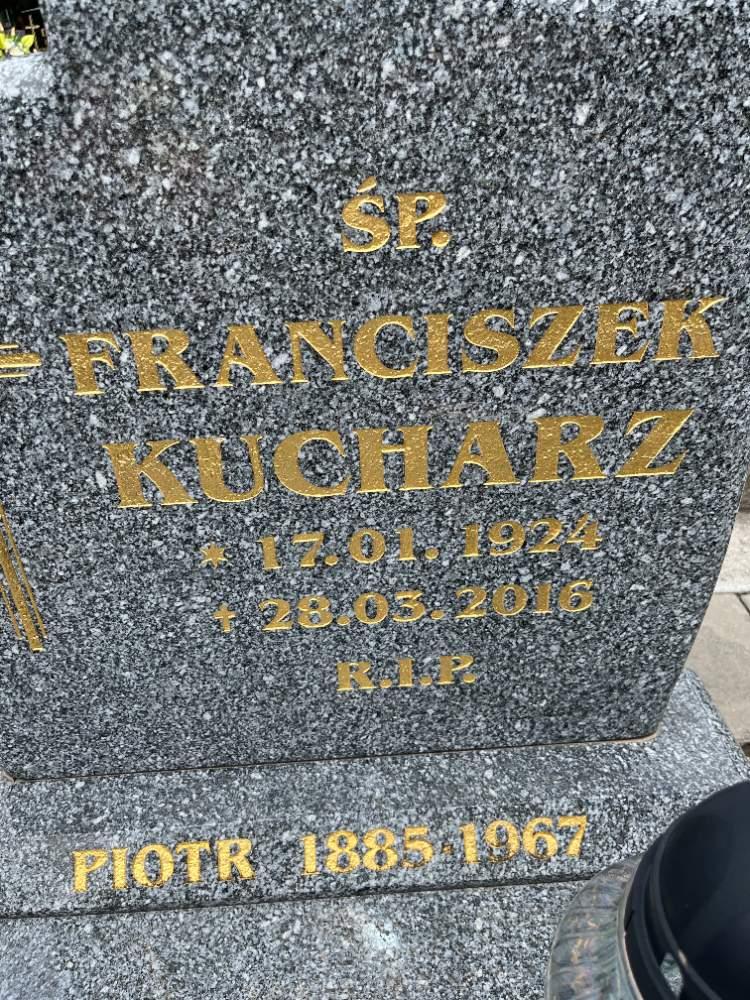 ŚP.
FRANCISZEK
KUCHARZ
* 17.01.1924
✝ 28.03.2016
R.I.P.
PIOTR 1885-1967